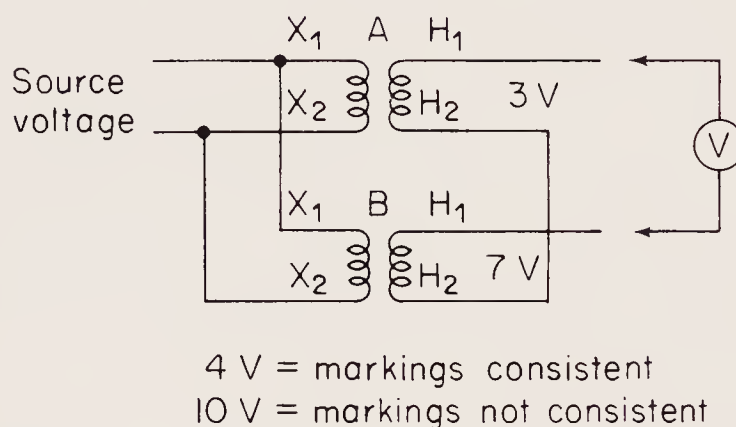 X₁ A H₁
Source voltage
X₂ H₂ 3 V
V
X₁ B H₁
X₂ H₂ 7 V
4 V = markings consistent
10 V = markings not consistent